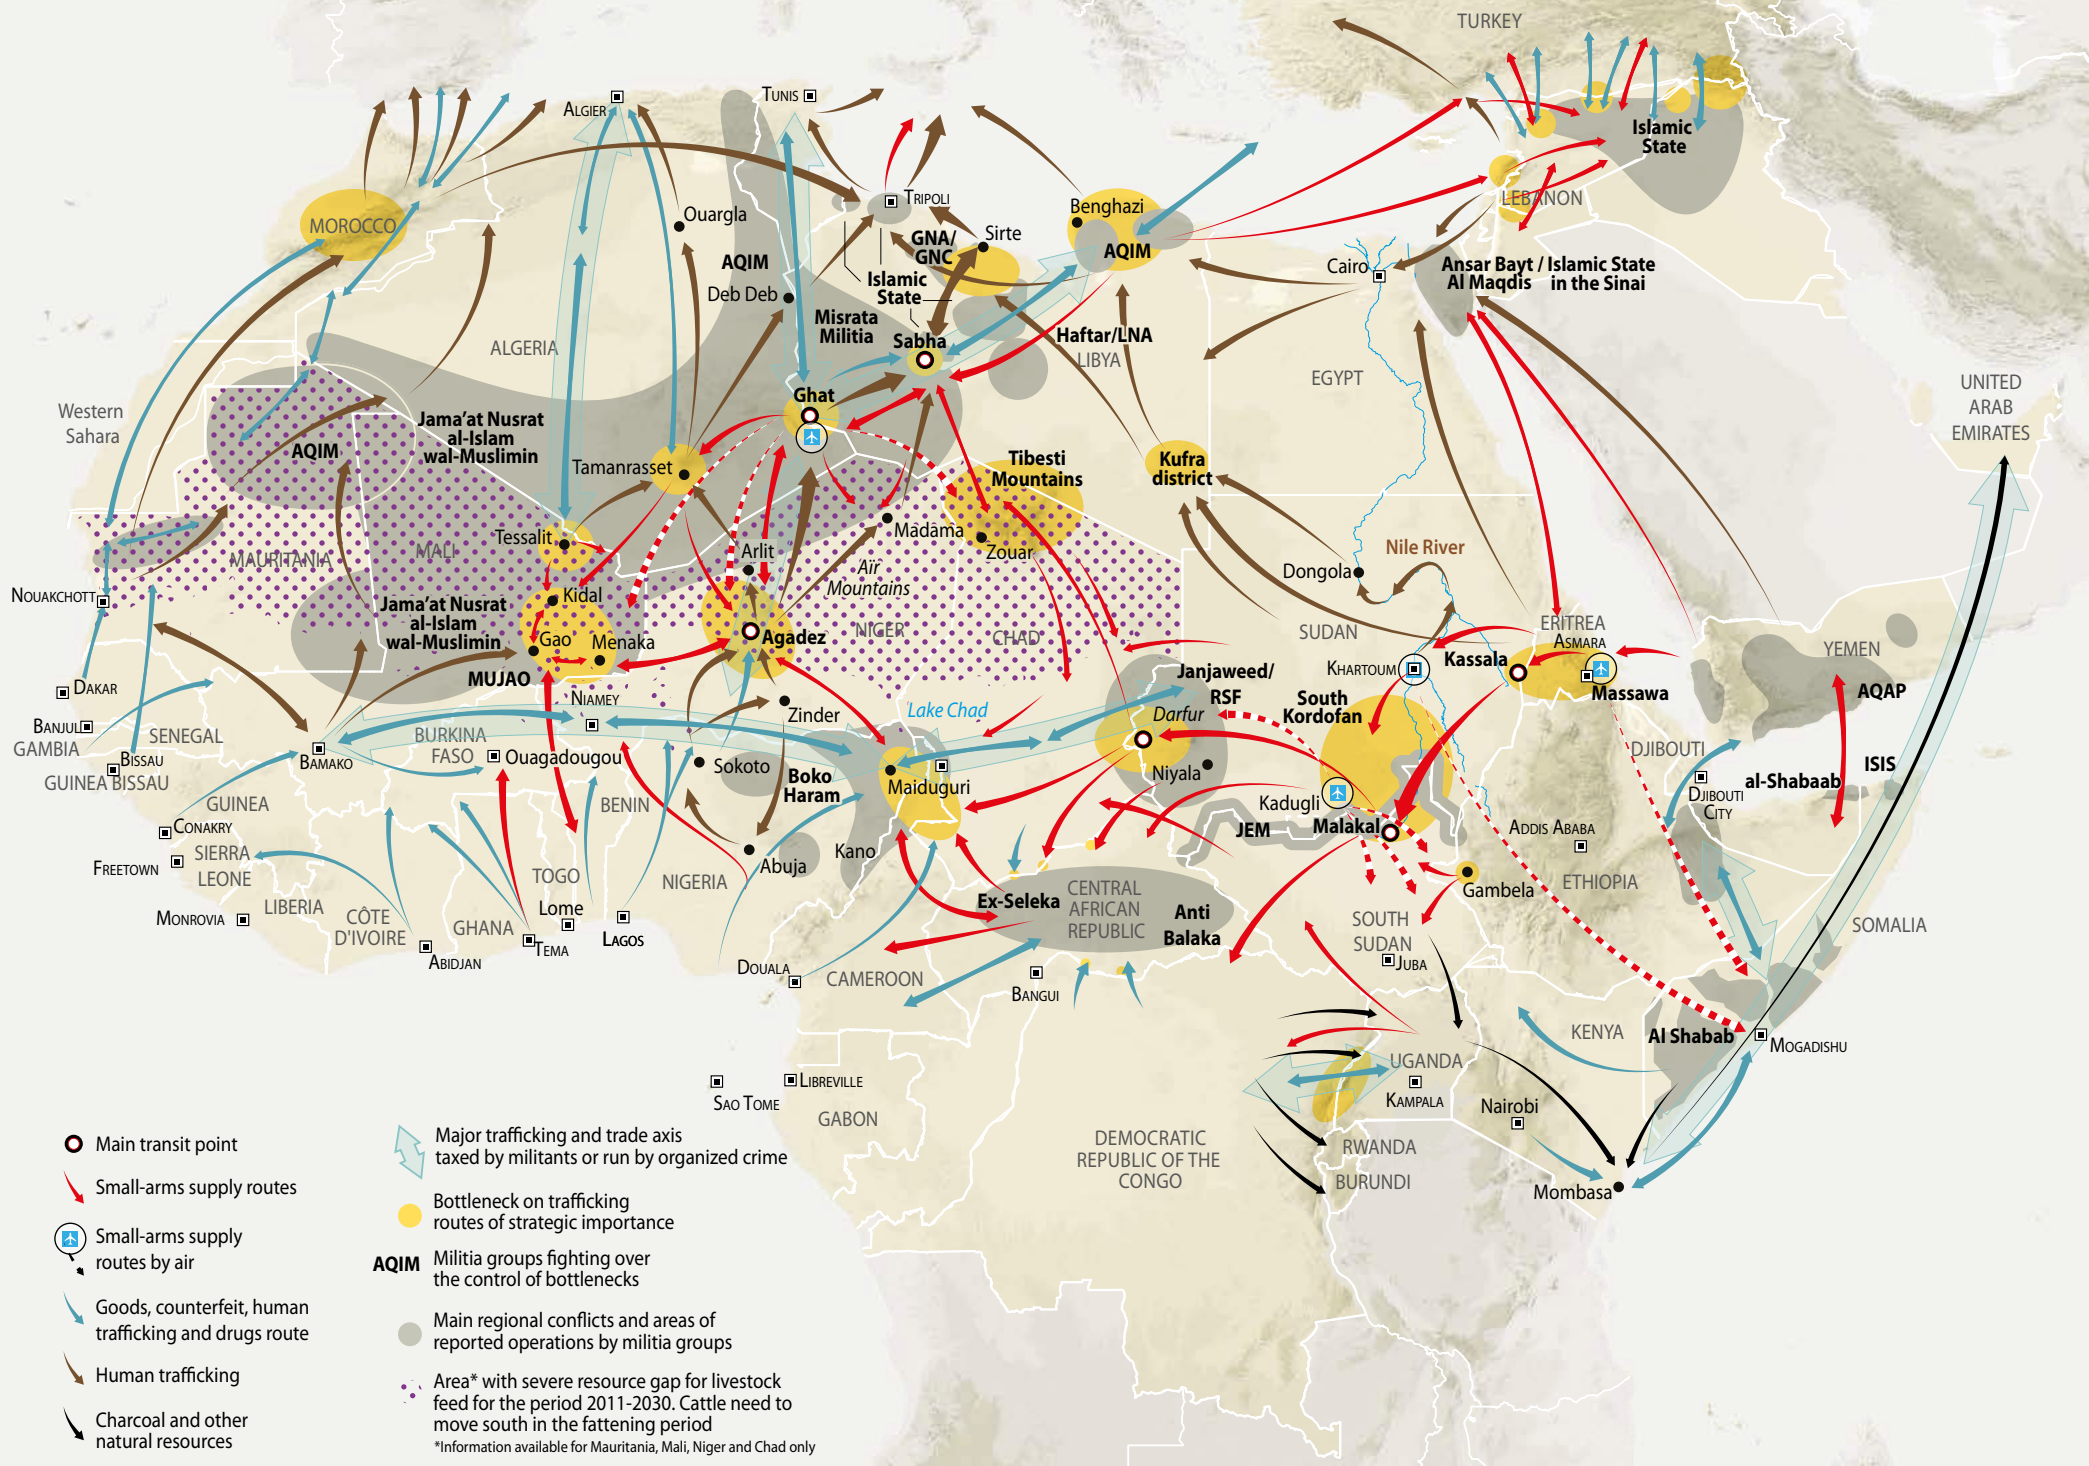 TURKEY
ALGIER
TUNIS
Islamic
State
LEBANON
MOROCCO
Ouargla
TRIPOLI
Benghazi
Sirte
GNA/
GNC
AQIM
AQIM
Cairo
Ansar Bayt / Islamic State
Al Maqdis in the Sinai
Islamic
State
Deb Deb
Misrata
Militia
Sabha
Haftar/LNA
LIBYA
ALGERIA
EGYPT
UNITED
ARAB
EMIRATES
Western
Sahara
Ghat
Jama'at Nusrat
al-Islam
wal-Muslimin
AQIM
Tamanrasset
Tibesti
Mountains
Kufra
district
Tessalit
Madama
Zouar
Arlit
Aïr
Mountains
Nile River
Dongola
MAURITANIA
MALI
NOUAKCHOTT
Jama'at Nusrat
al-Islam
wal-Muslimin
Kidal
Gao
Menaka
Agadez
NIGER
CHAD
SUDAN
ERITREA
ASMARA
YEMEN
KHARTOUM
Kassala
Massawa
AQAP
MUJAO
NIAMEY
Janjaweed/
RSF
South
Kordofan
DAKAR
BANJUL
GAMBIA
SENEGAL
BISSAU
GUINEA BISSAU
BAMAKO
BURKINA
FASO
Ouagadougou
Zinder
Lake Chad
Darfur
DJIBOUTI
ISIS
al-Shabaab
DJIBOUTI
CITY
Sokoto
Boko
Haram
Maiduguri
Niyala
Kadugli
Malakal
JEM
GUINEA
CONAKRY
BENIN
ADDIS ABABA
SIERRA
LEONE
FREETOWN
Kano
Abuja
NIGERIA
TOGO
Lome
Gambela
ETHIOPIA
LIBERIA
MONROVIA
CÔTE
D'IVOIRE
GHANA
ABIDJAN
TEMA
LAGOS
Ex-Seleka
CENTRAL
AFRICAN
REPUBLIC
Anti
Balaka
SOUTH
SUDAN
JUBA
SOMALIA
DOUALA
CAMEROON
BANGUI
KENYA
Al Shabab
MOGADISHU
UGANDA
KAMPALA
Nairobi
SAO TOME
LIBREVILLE
GABON
DEMOCRATIC
REPUBLIC OF THE
CONGO
RWANDA
BURUNDI
Mombasa
Main transit point
Small-arms supply routes
Small-arms supply
routes by air
Goods, counterfeit, human
trafficking and drugs route
Human trafficking
Charcoal and other
natural resources
Major trafficking and trade axis
taxed by militants or run by organized crime
Bottleneck on trafficking
routes of strategic importance
AQIM
Militia groups fighting over
the control of bottlenecks
Main regional conflicts and areas of
reported operations by militia groups
Area* with severe resource gap for livestock
feed for the period 2011-2030. Cattle need to
move south in the fattening period
*Information available for Mauritania, Mali, Niger and Chad only